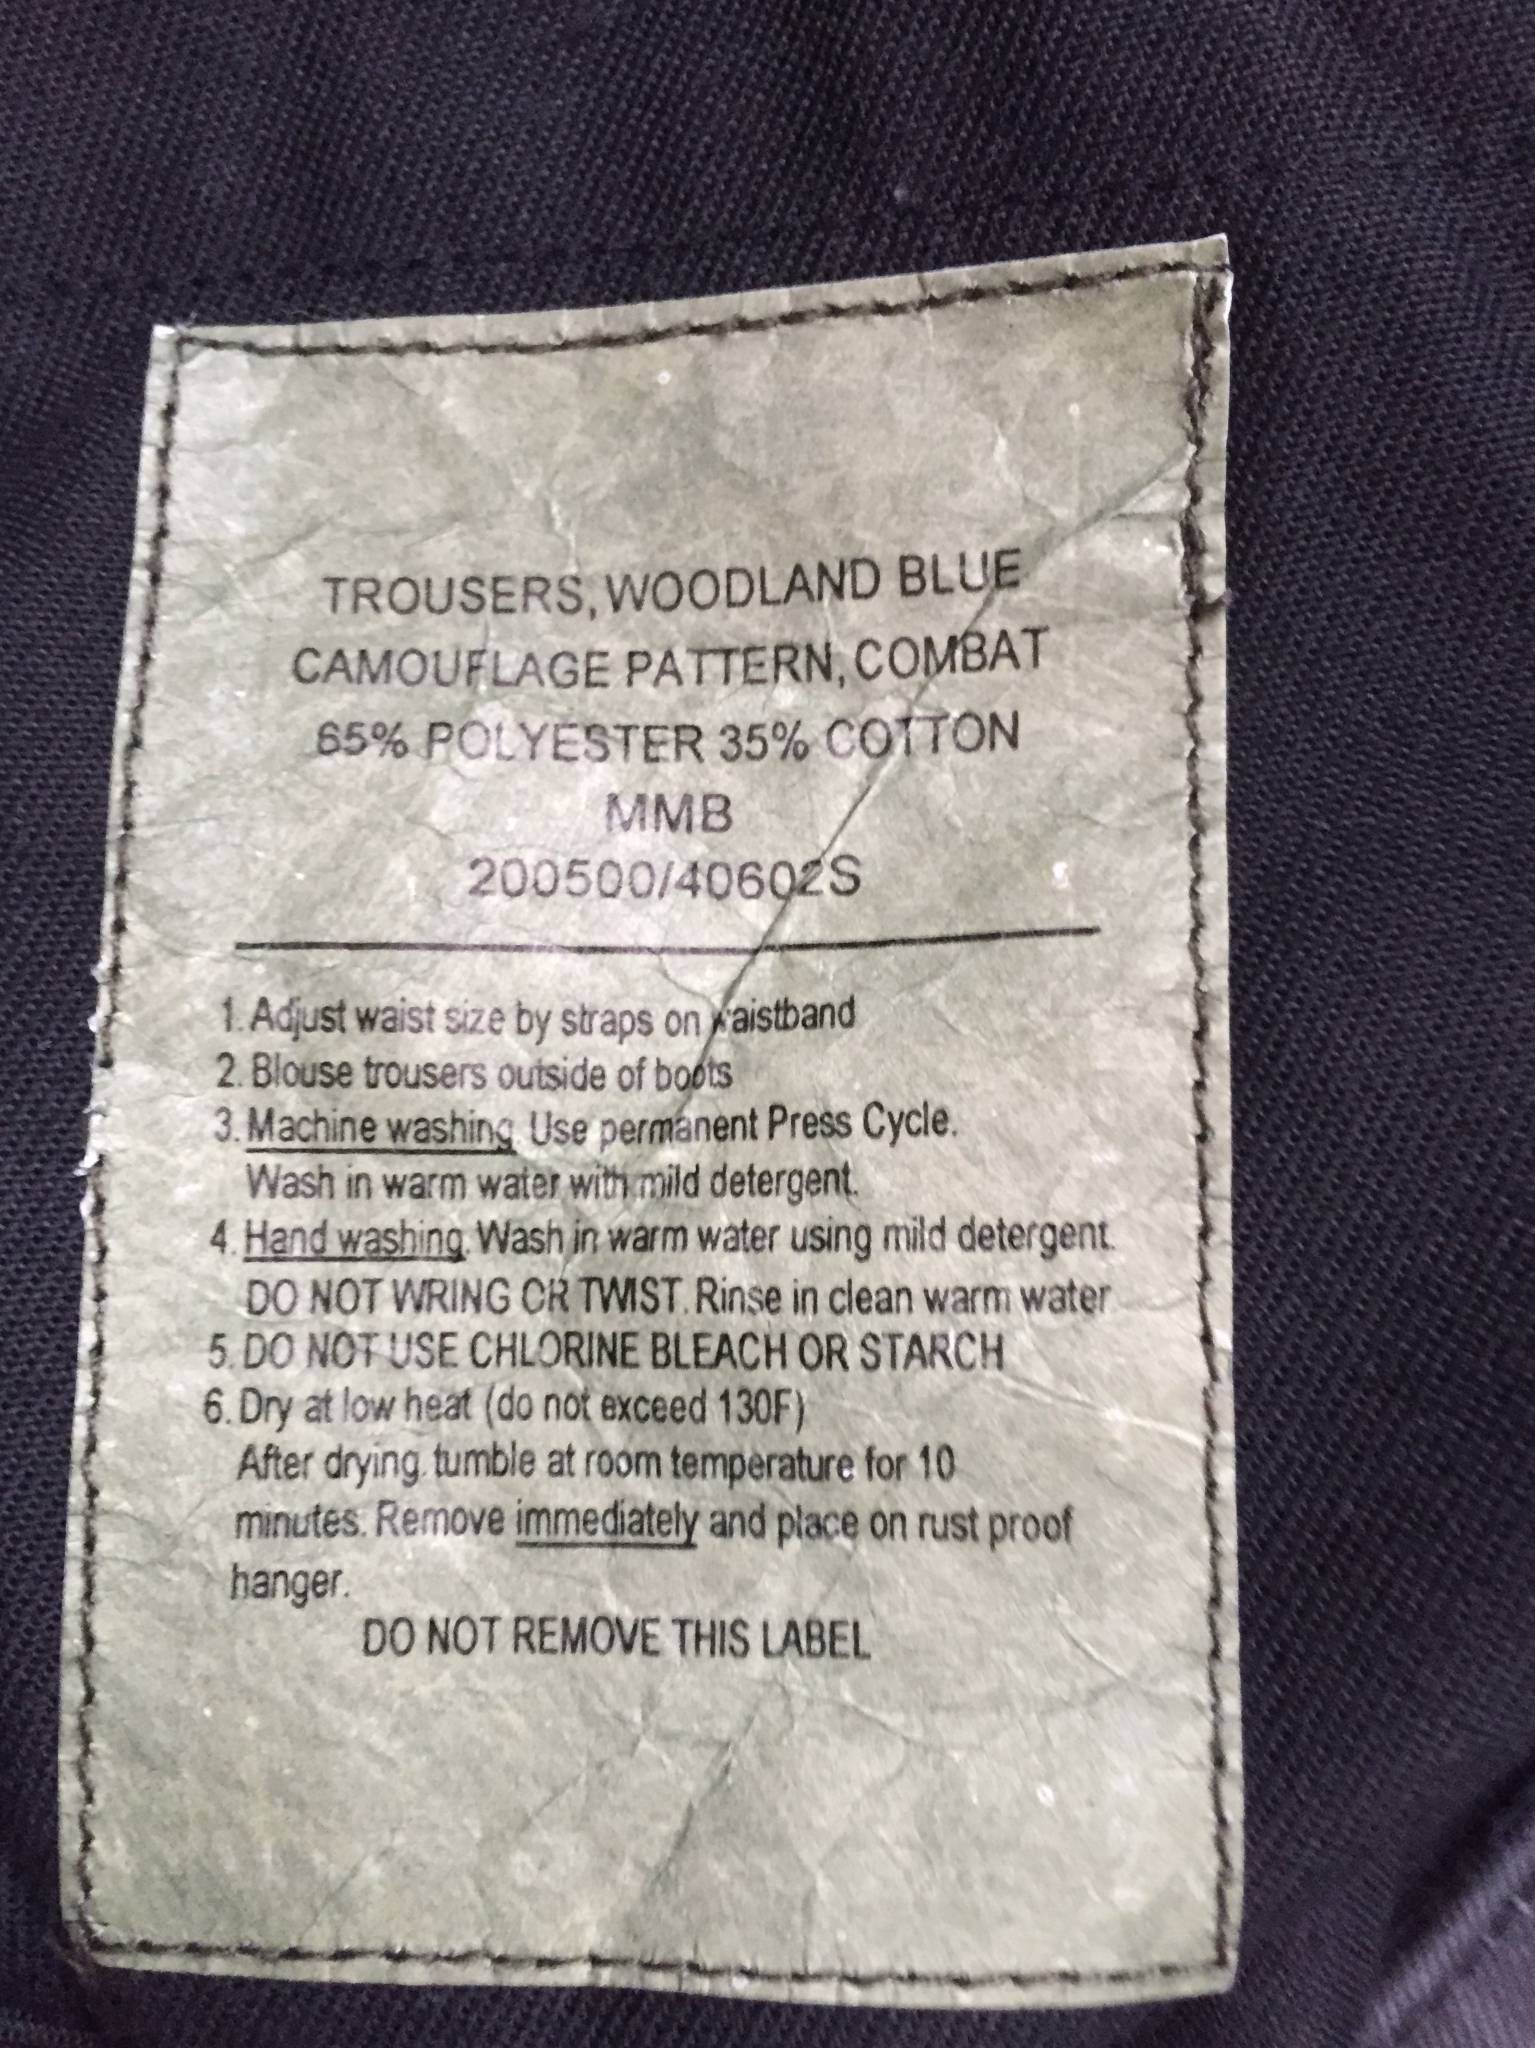 TROUSERS, WOODLAND BLUE
CAMOUFLAGE PATTERN, COMBAT
65% POLYESTER 35% COTTON
MMB
200500/40602S
1. Adjust waist size by straps on waistband
2. Blouse trousers outside of boots
3. Machine washing. Use permanent Press Cycle.
Wash in warm water with mild detergent.
4. Hand washing. Wash in warm water using mild detergent.
DO NOT WRING OR TWIST. Rinse in clean warm water
5. DO NOT USE CHLORINE BLEACH OR STARCH
6. Dry at low heat (do not exceed 130F)
After drying. tumble at room temperature for 10
minutes. Remove immediately and place on rust proof
hanger.
DO NOT REMOVE THIS LABEL